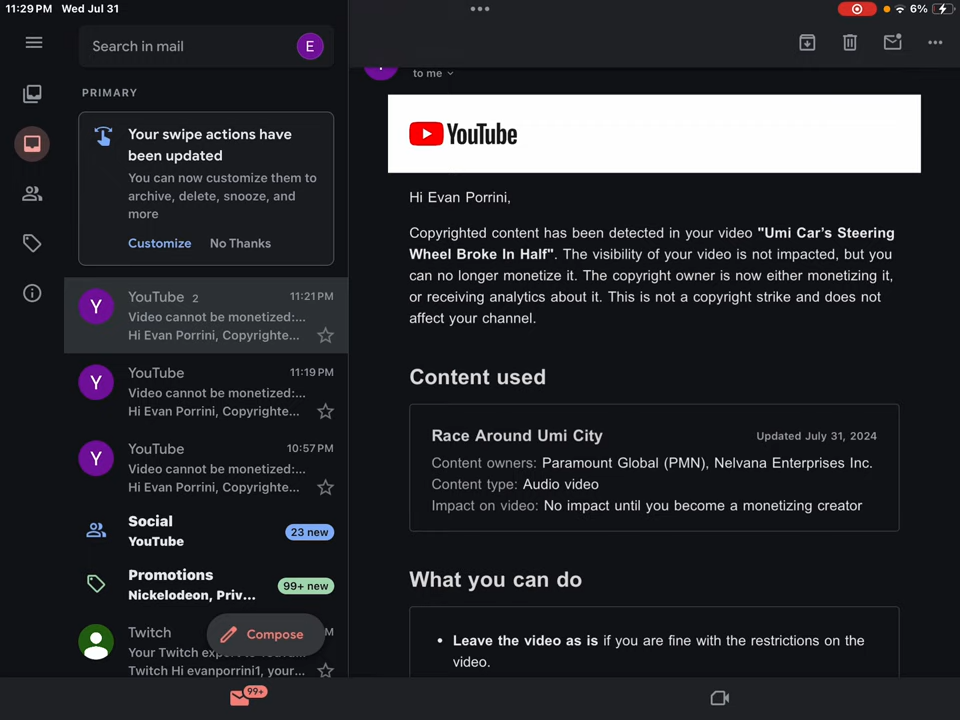 11:29 PM Wed Jul 31
6%
Search in mail
E
PRIMARY
Your swipe actions have
been updated
You can now customize them to
archive, delete, snooze, and
more
Customize No Thanks
Y
YouTube 2 11:21 PM
Video cannot be monetized:...
Hi Evan Porrini, Copyrighte...
Y
YouTube 11:19 PM
Video cannot be monetized:...
Hi Evan Porrini, Copyrighte...
Y
YouTube 10:57 PM
Video cannot be monetized:...
Hi Evan Porrini, Copyrighte...
Social
YouTube
23 new
Promotions
Nickelodeon, Priv...
99+ new
Twitch M
Your Twitch exp
Twitch Hi evanporrini1, your...
Compose
99+
to me
YouTube
Hi Evan Porrini,
Copyrighted content has been detected in your video "Umi Car's Steering
Wheel Broke In Half". The visibility of your video is not impacted, but you
can no longer monetize it. The copyright owner is now either monetizing it,
or receiving analytics about it. This is not a copyright strike and does not
affect your channel.
Content used
Race Around Umi City Updated July 31, 2024
Content owners: Paramount Global (PMN), Nelvana Enterprises Inc.
Content type: Audio video
Impact on video: No impact until you become a monetizing creator
What you can do
• Leave the video as is if you are fine with the restrictions on the
video.